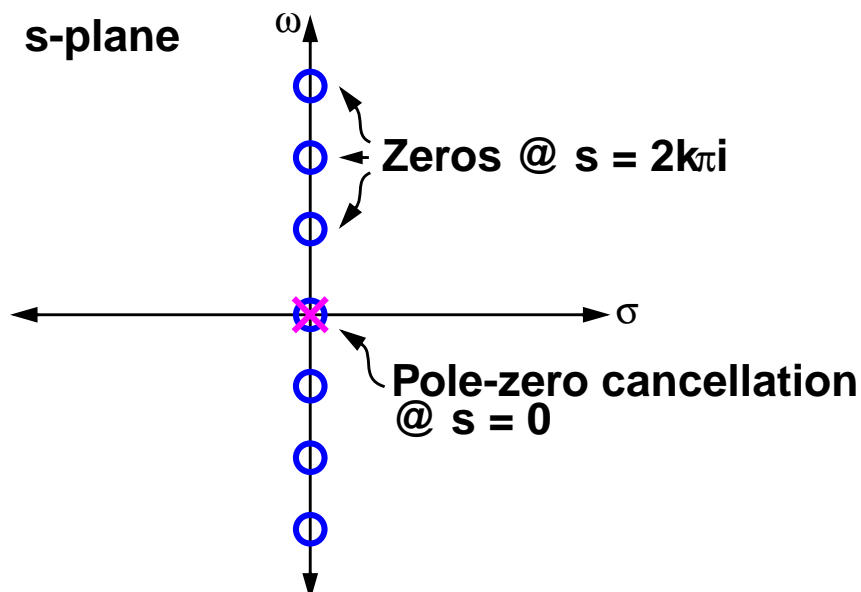 s-plane
ω
Zeros @ s = 2kπi
σ
Pole-zero cancellation
@ s = 0